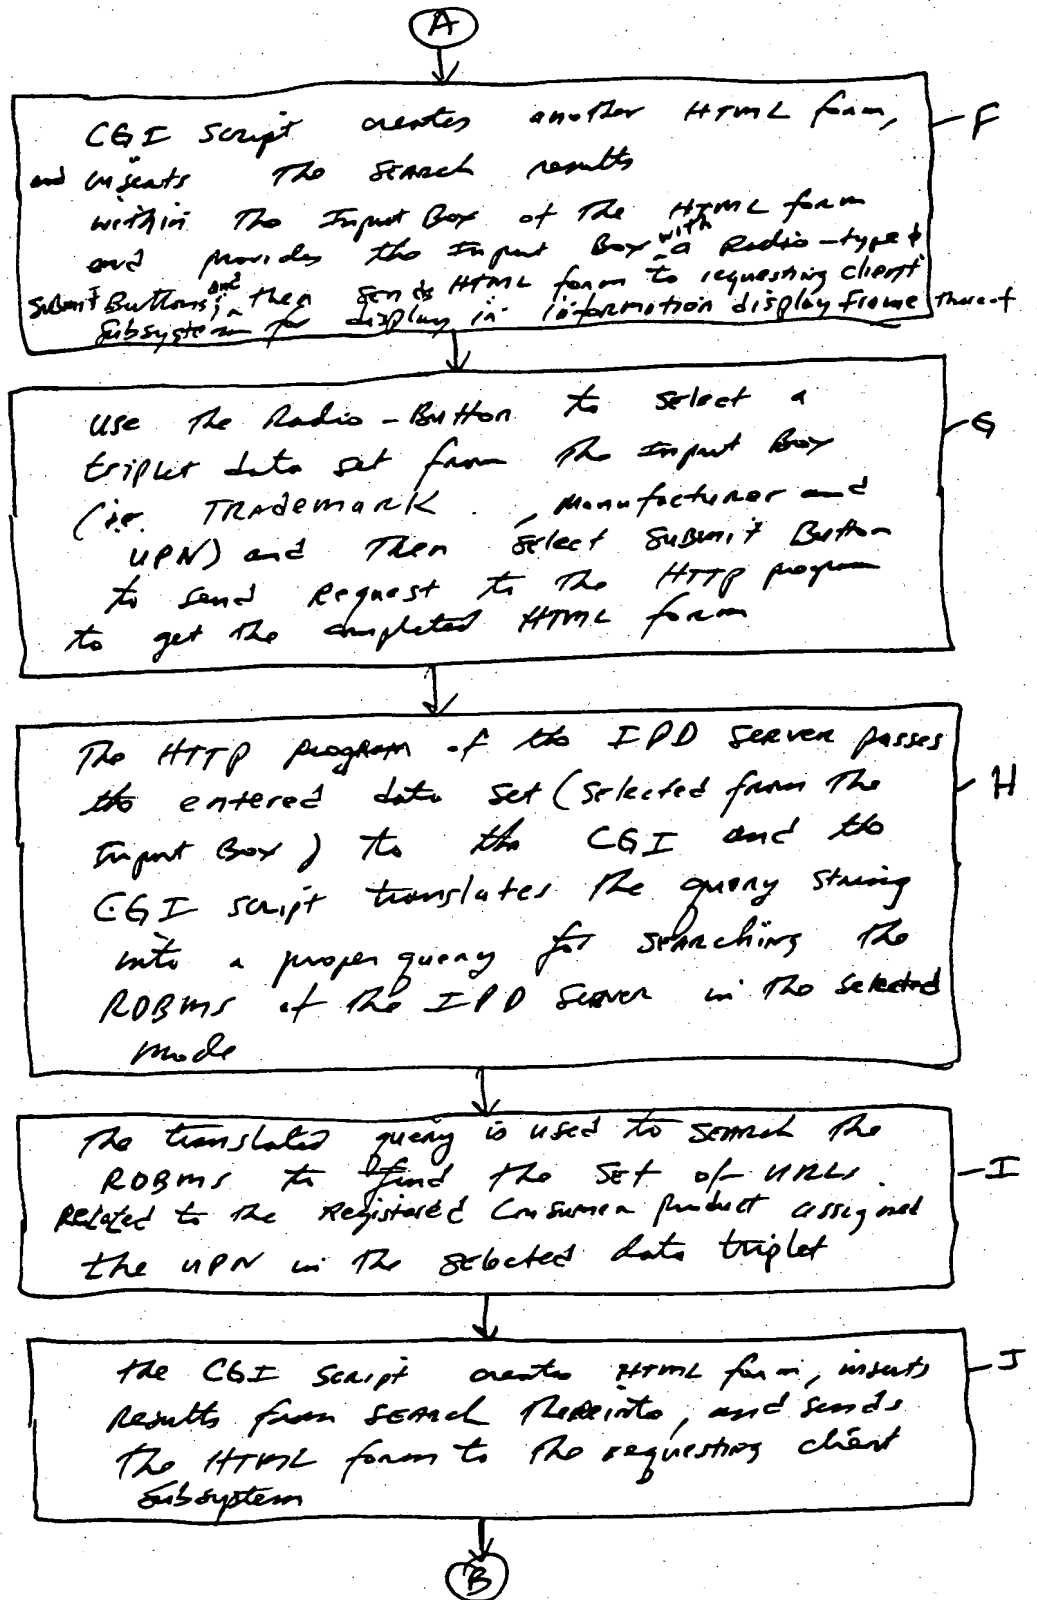 A
CGI Script creates another HTML form,
and inserts The SEARCH results
within The Input Box of The HTML form
and provides the Input Box with a Radio-type &
Submit Buttons; and then sends HTML form to requesting client
Subsystem for display in information display frame thereof
F
use The Radio-Button to select a
triplet data set from The Input Box
(i.e. TRAdemark , Manufacturer and
UPN) and Then select Submit Button
to send Request to The HTTP program
to get The completed HTML form
G
The HTTP program of the IPD Server passes
the entered data set (selected from The
Input Box) to the CGI and the
CGI script translates The query string
into a proper query for searching The
RDBMS of The IPD Server in The selected
mode
H
The translated query is used to search The
RDBMS to find the set of URLs
Related to The Registered Consumer product assigned
the UPN in The selected data triplet
I
the CGI Script creates HTML form, inserts
Results from SEARCH Thereinto, and sends
The HTML form to The requesting client
Subsystem
J
B